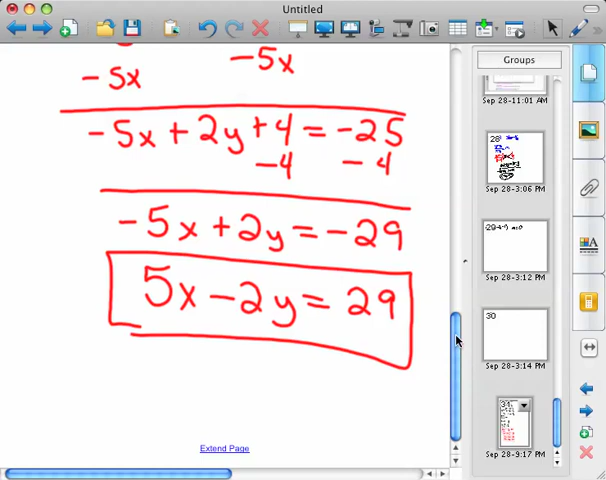 Untitled
-5x
-5x
-5x+2y+4=-25
-4 -4
-5x+2y=-29
5x-2y=29
Extend Page
Groups
Sep 28-11:01 AM
28
Sep 28-3:06 PM
Sep 28-3:12 PM
30
Sep 28-3:14 PM
Sep 28-9:17 PM